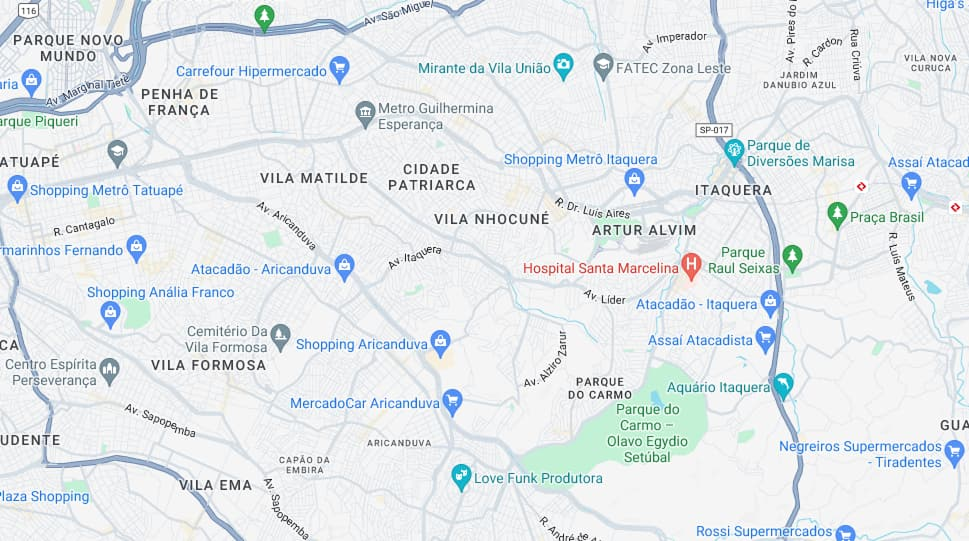 116
Av. São Miguel
Higa's
PARQUE NOVO
MUNDO
Av. Imperador
Av. Pires do
R. Cardon
Rua Criúva
VILA NOVA
CURUCA
Carrefour Hipermercado
Mirante da Vila União
FATEC Zona Leste
JARDIM
DANUBIO AZUL
aria
Av. Marginal Tietê
PENHA DE
FRANÇA
arque Piqueri
Metro Guilhermina
Esperança
SP-017
Parque de
Diversões Marisa
ATUAPÉ
Shopping Metrô Itaquera
Assaí Atacad
VILA MATILDE
CIDADE
PATRIARCA
Shopping Metrô Tatuapé
ITAQUERA
R. Cantagalo
Av. Aricanduva
VILA NHOCUNÉ
R. Dr. Luís Aires
ARTUR ALVIM
Praça Brasil
rmarinhos Fernando
Av. Itaquera
Parque
Raul Seixas
R. Luis Mateus
Atacadão - Aricanduva
Hospital Santa Marcelina
H
Shopping Anália Franco
Av. Líder
Atacadão - Itaquera
Cemitério Da
Vila Formosa
Shopping Aricanduva
Assaí Atacadista
CA
Centro Espírita
Perseverança
VILA FORMOSA
Av. Alziro Zarur
PARQUE
DO CARMO
Aquário Itaquera
MercadoCar Aricanduva
Parque do
Carmo –
Olavo Egydio
Setúbal
Av. Sapopemba
GUA
UDENTE
ARICANDUVA
Negreiros Supermercados
- Tiradentes
CAPÃO DA
EMBIRA
Love Funk Produtora
VILA EMA
Plaza Shopping
Av. Sapopemba
R. André de A
Rossi Supermercados